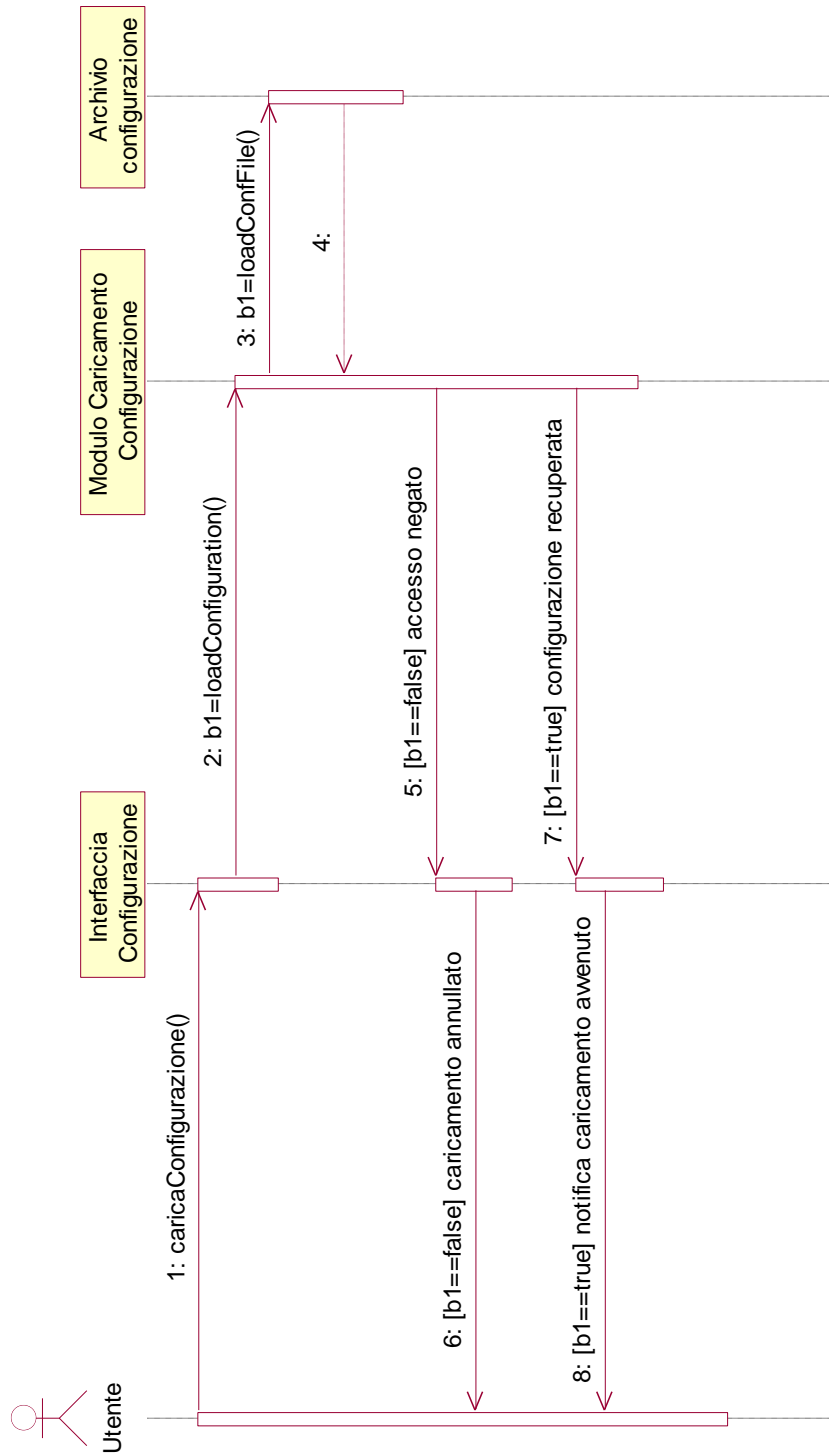 Utente
Interfaccia
Configurazione
Modulo Caricamento
Configurazione
Archivio
configurazione
1: caricaConfigurazione()
2: b1=loadConfiguration()
3: b1=loadConfFile()
4:
5: [b1==false] accesso negato
6: [b1==false] caricamento annullato
7: [b1==true] configurazione recuperata
8: [b1==true] notifica caricamento avvenuto